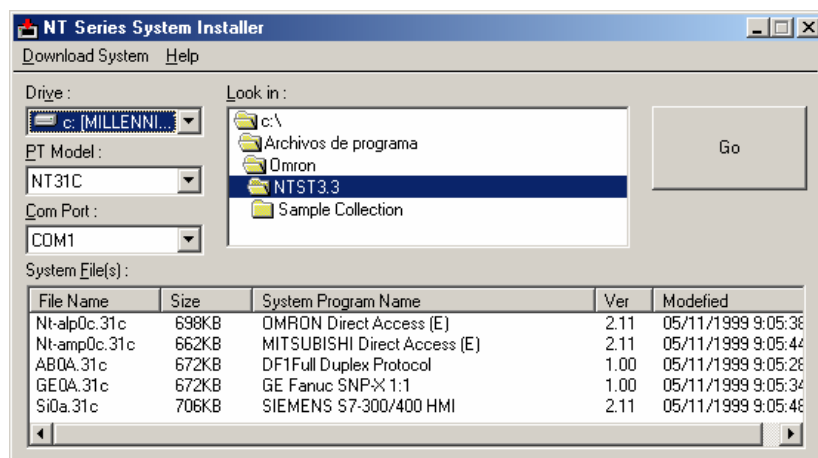 NT Series System Installer
Download System Help
Drive :
c: [MILLENNI...
PT Model :
NT31C
Com Port :
COM1
Look in :
c:\
Archivos de programa
Omron
NTST3.3
Sample Collection
Go
System File(s) :
File Name Size System Program Name Ver Modefied
Nt-alp0c.31c 698KB OMRON Direct Access (E) 2.11 05/11/1999 9:05:38
Nt-amp0c.31c 662KB MITSUBISHI Direct Access (E) 2.11 05/11/1999 9:05:44
AB0A.31c 672KB DF1Full Duplex Protocol 1.00 05/11/1999 9:05:28
GE0A.31c 672KB GE Fanuc SNP-X 1:1 1.00 05/11/1999 9:05:34
Si0a.31c 706KB SIEMENS S7-300/400 HMI 2.11 05/11/1999 9:05:48